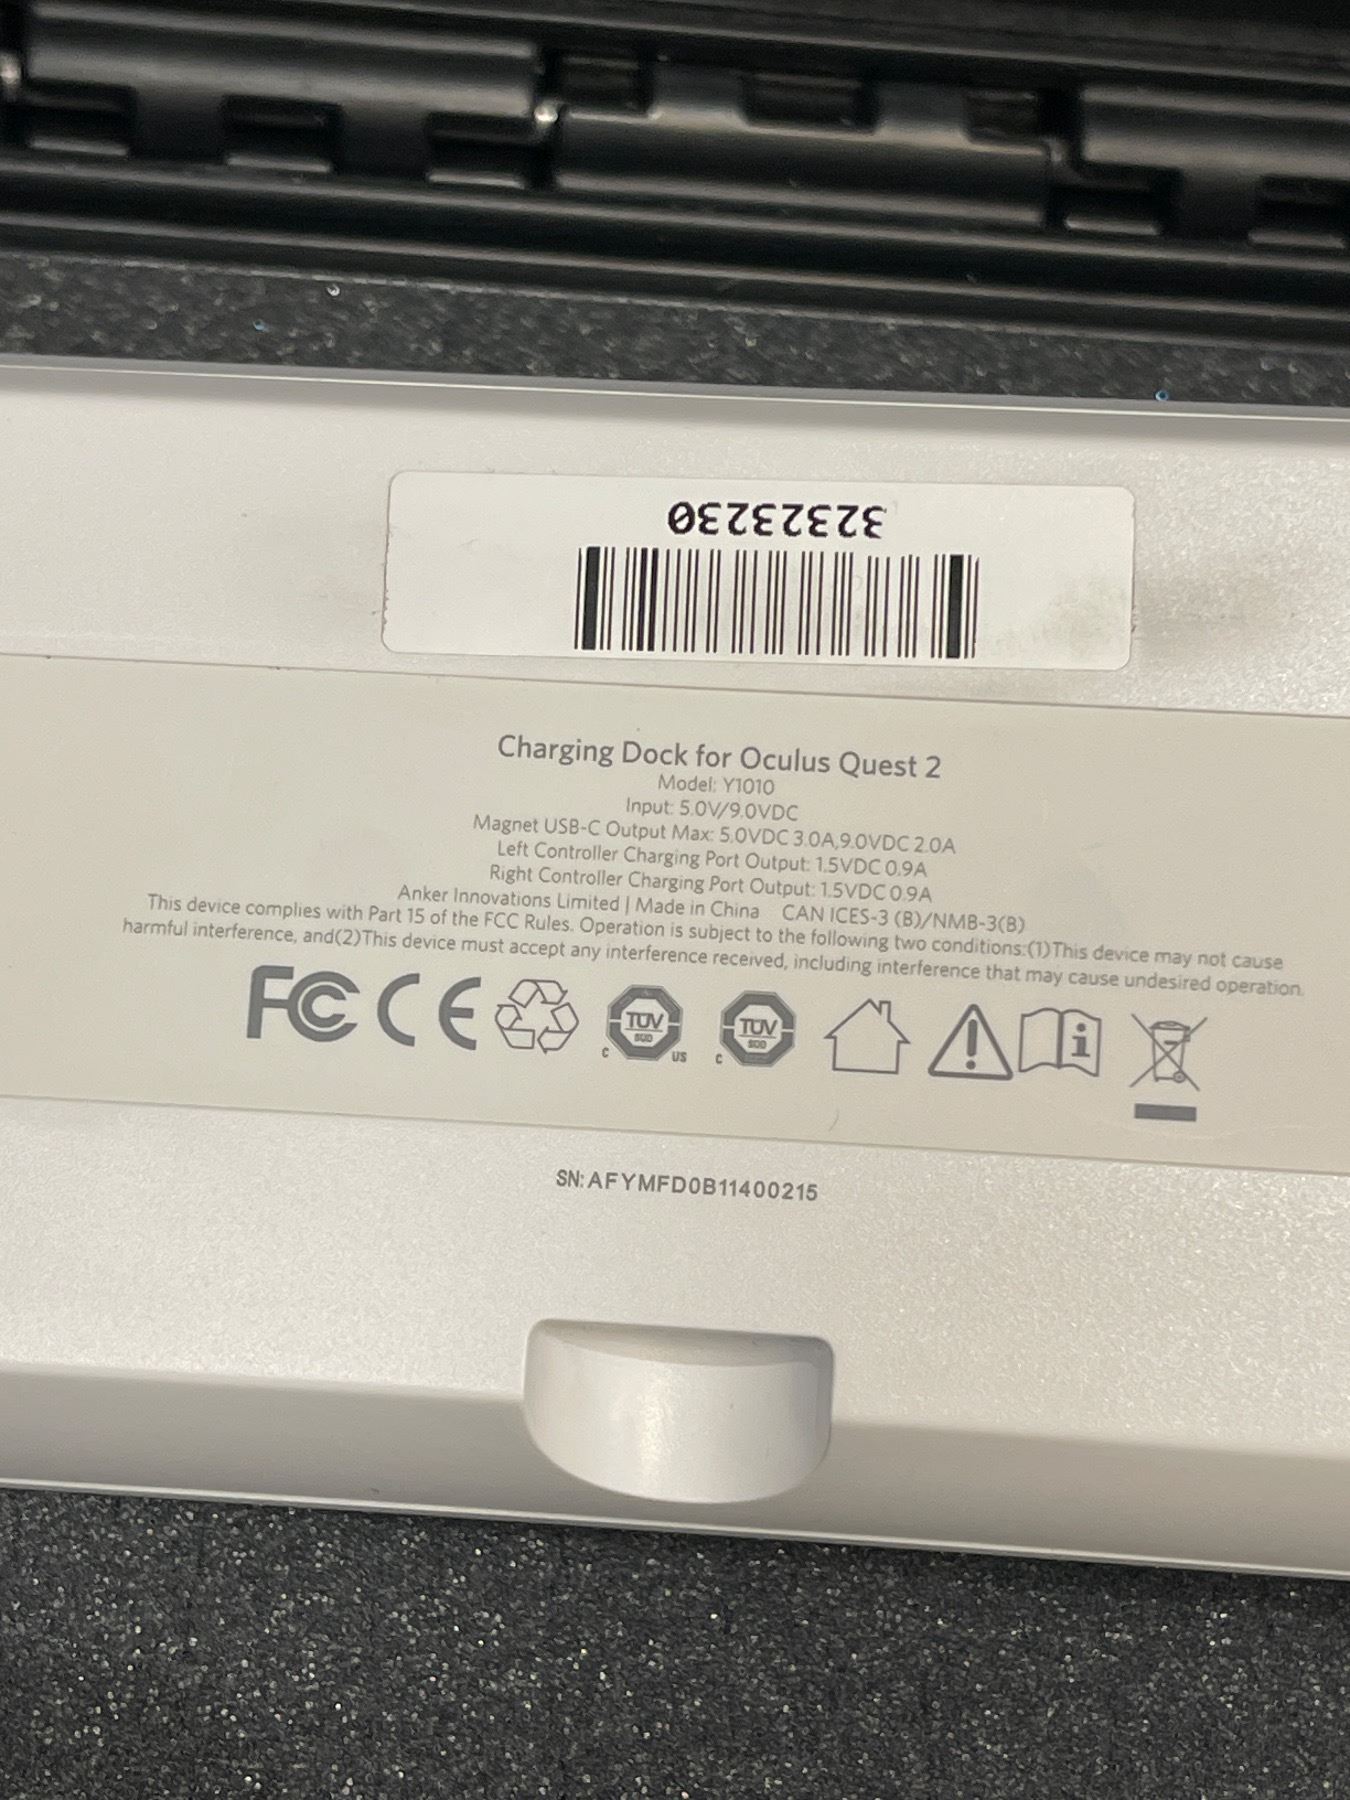 32323230
Charging Dock for Oculus Quest 2
Model: Y1010
Input: 5.0V/9.0VDC
Magnet USB-C Output Max: 5.0VDC 3.0A,9.0VDC 2.0A
Left Controller Charging Port Output: 1.5VDC 0.9A
Right Controller Charging Port Output: 1.5VDC 0.9A
Anker Innovations Limited | Made in China CAN ICES-3 (B)/NMB-3(B)
This device complies with Part 15 of the FCC Rules. Operation is subject to the following two conditions:(1)This device may not cause
harmful interference, and(2)This device must accept any interference received, including interference that may cause undesired operation.
FC CE TÜV SÜD C US TÜV SÜD C i
SN: AFYMFD0B11400215